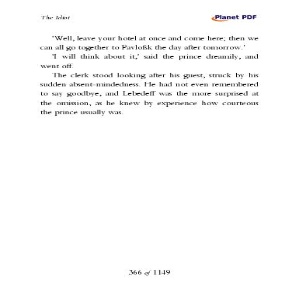 The Idiot
Planet PDF
'Well, leave your hotel at once and come here; then we
can all go together to Pavlofsk the day after tomorrow.'
'I will think about it,' said the prince dreamily, and
went off.
The clerk stood looking after his guest, struck by his
sudden absent-mindedness. He had not even remembered
to say goodbye, and Lebedeff was the more surprised at
the omission, as he knew by experience how courteous
the prince usually was.
366 of 1149